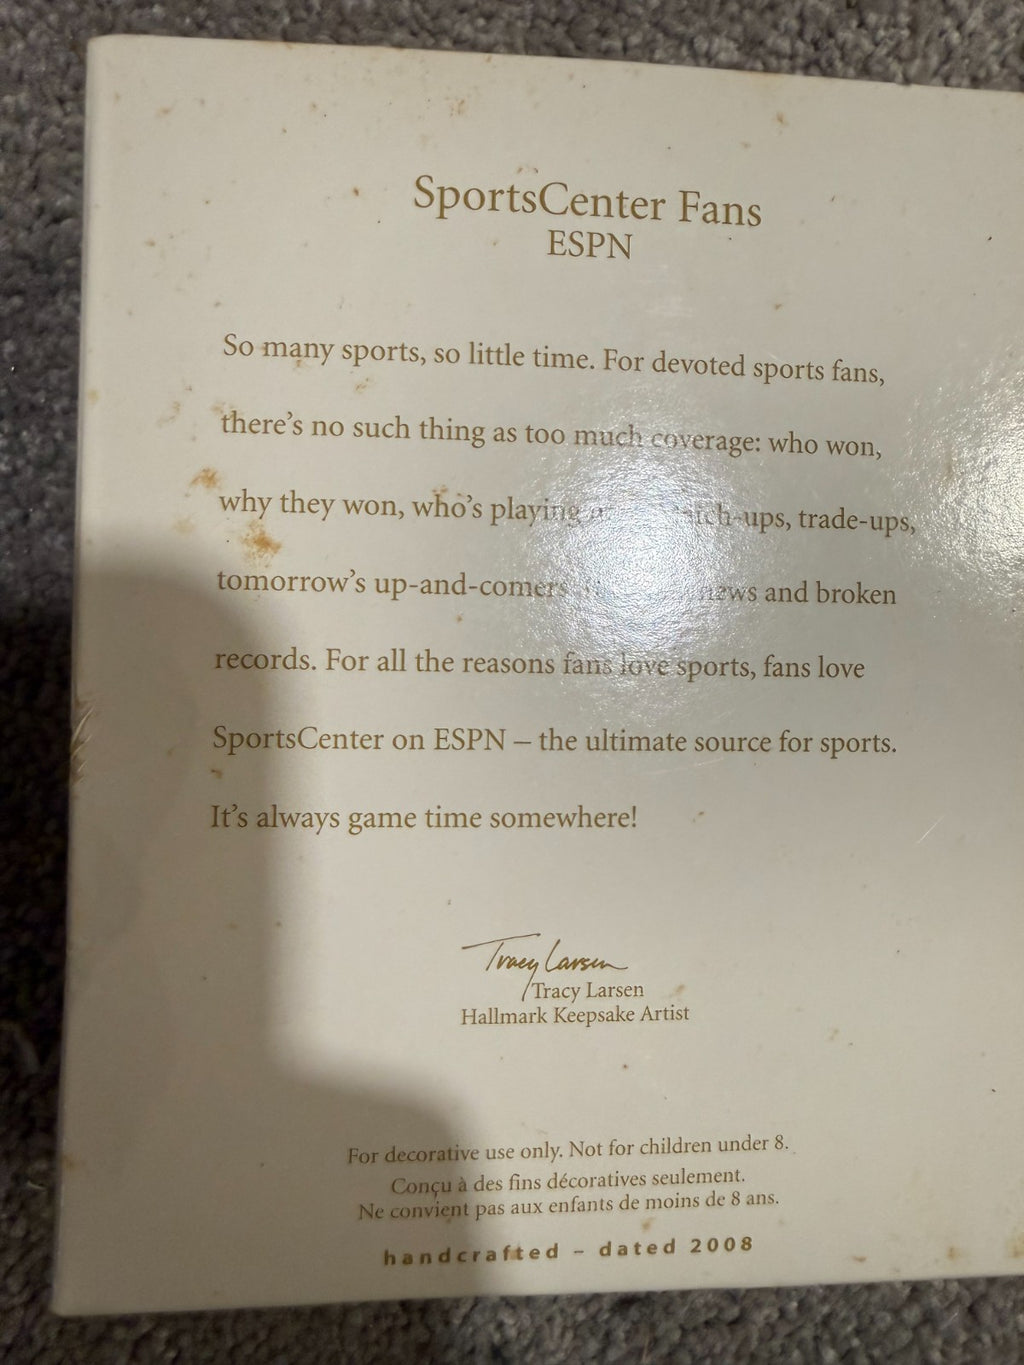 SportsCenter Fans
ESPN
So many sports, so little time. For devoted sports fans,
there's no such thing as too much coverage: who won,
why they won, who's playing match-ups, trade-ups,
tomorrow's up-and-comers news and broken
records. For all the reasons fans love sports, fans love
SportsCenter on ESPN – the ultimate source for sports.
It's always game time somewhere!
Tracy Larsen
Tracy Larsen
Hallmark Keepsake Artist
For decorative use only. Not for children under 8.
Conçu à des fins décoratives seulement.
Ne convient pas aux enfants de moins de 8 ans.
handcrafted – dated 2008